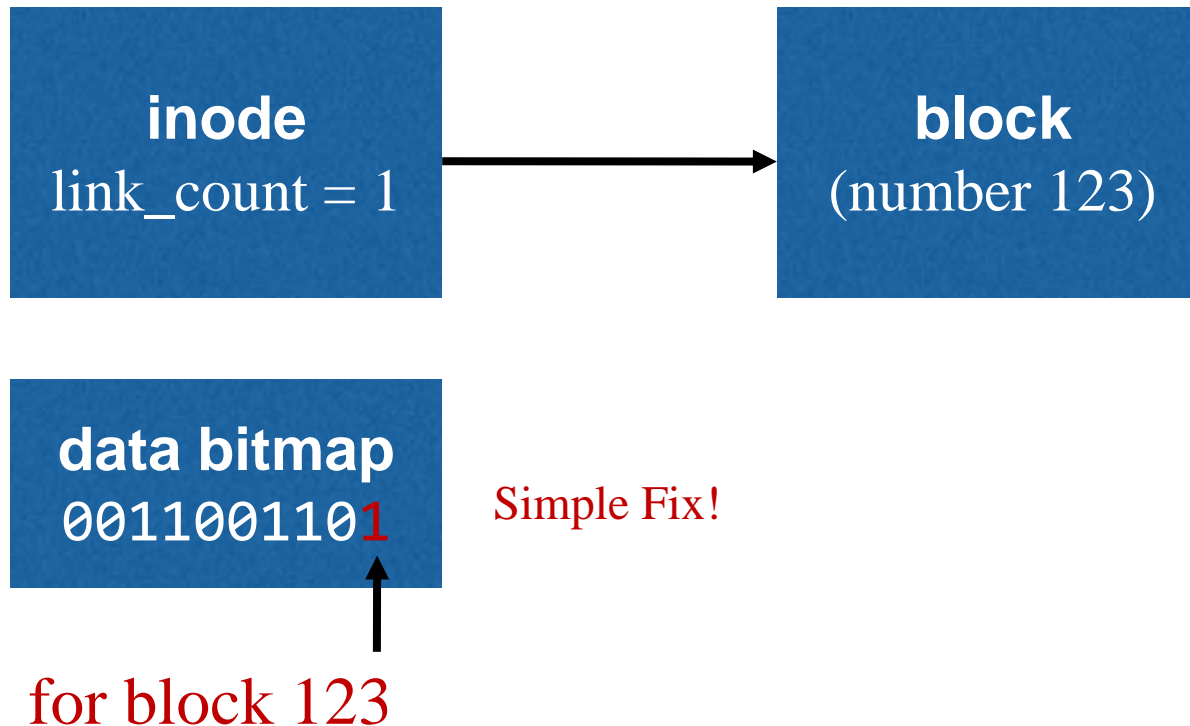 inode
link_count = 1
block
(number 123)
data bitmap
0011001101
Simple Fix!
for block 123